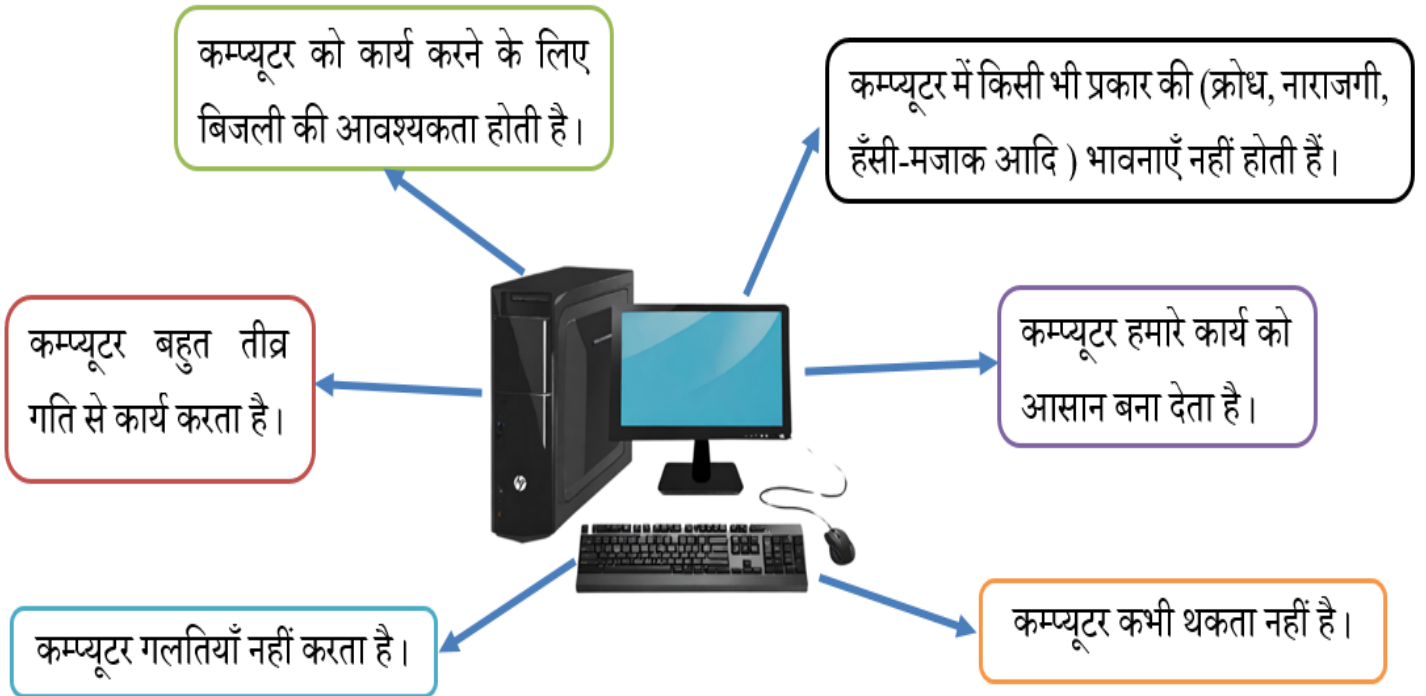 कम्प्यूटर को कार्य करने के लिए
बिजली की आवश्यकता होती है।
कम्प्यूटर में किसी भी प्रकार की (क्रोध, नाराजगी,
हँसी-मजाक आदि ) भावनाएँ नहीं होती हैं।
कम्प्यूटर बहुत तीव्र
गति से कार्य करता है।
कम्प्यूटर हमारे कार्य को
आसान बना देता है।
कम्प्यूटर गलतियाँ नहीं करता है।
कम्प्यूटर कभी थकता नहीं है।
hp